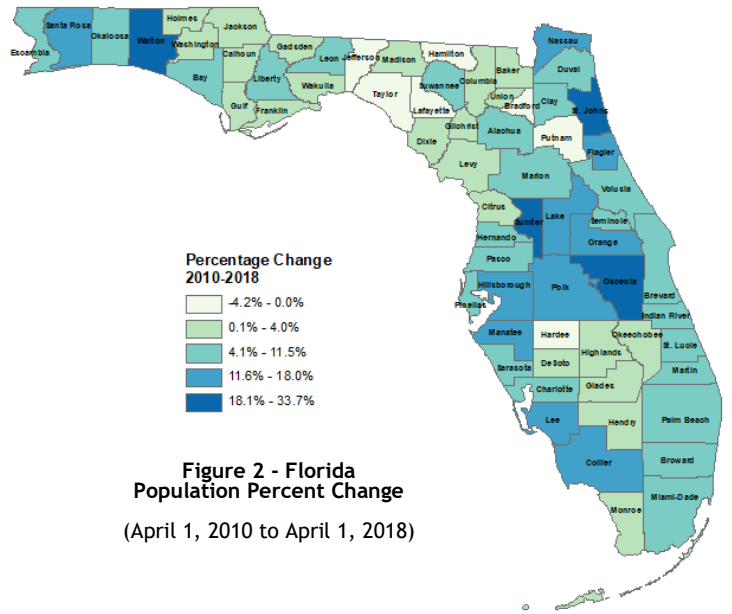 Holmes
Santa Rosa
Jackson
Okaloosa
Walton
Washington
Escambia
Gadsden
Hamilton
Nassau
Calhoun
Leon
Jefferson
Madison
Baker
Duval
Bay
Liberty
Suwannee
Columbia
Wakulla
Taylor
Union
Bradford
Clay
St. Johns
Gulf
Franklin
Lafayette
Gilchrist
Alachua
Putnam
Dixie
Flagler
Levy
Marion
Volusia
Citrus
Lake
Sumter
Seminole
Hernando
Orange
Pasco
Percentage Change
2010-2018
Hillsborough
Polk
Osceola
Brevard
-4.2% - 0.0%
Pinellas
Indian River
0.1% - 4.0%
Manatee
Hardee
Okeechobee
Highlands
St. Lucie
4.1% - 11.5%
Sarasota
DeSoto
Martin
11.6% - 18.0%
Charlotte
Glades
18.1% - 33.7%
Lee
Hendry
Palm Beach
Figure 2 - Florida
Population Percent Change
Collier
Broward
Miami-Dade
Monroe
(April 1, 2010 to April 1, 2018)